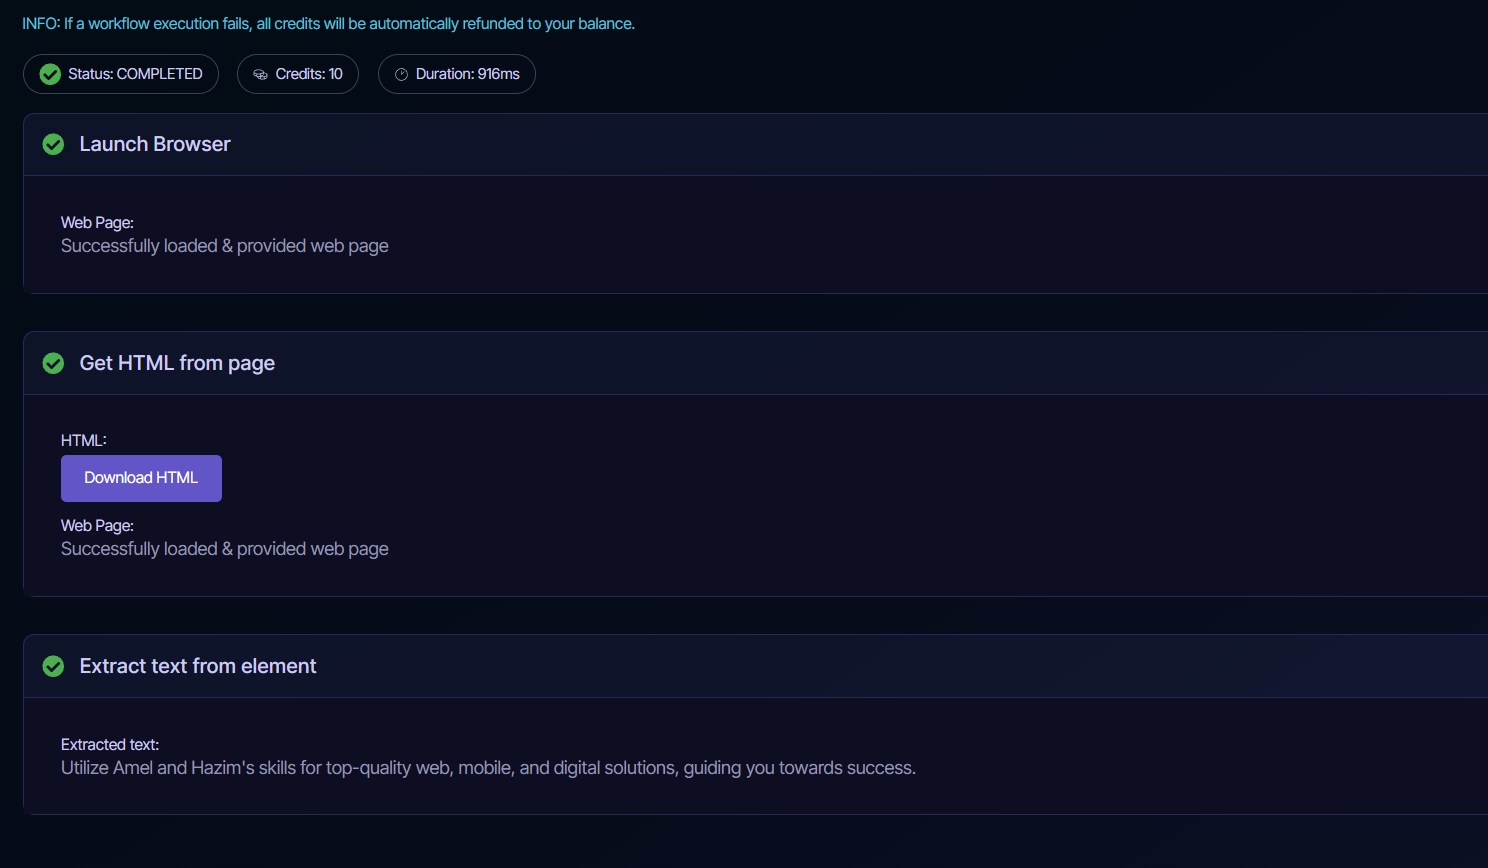 INFO: If a workflow execution fails, all credits will be automatically refunded to your balance.
Status: COMPLETED
Credits: 10
Duration: 916ms
Launch Browser
Web Page:
Successfully loaded & provided web page
Get HTML from page
HTML:
Download HTML
Web Page:
Successfully loaded & provided web page
Extract text from element
Extracted text:
Utilize Amel and Hazim's skills for top-quality web, mobile, and digital solutions, guiding you towards success.